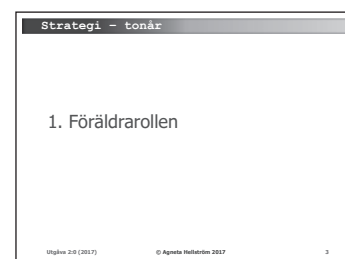 Strategi – tonår
1. Föräldrarollen
Utgåva 2:0 (2017) © Agneta Hellström 2017 3